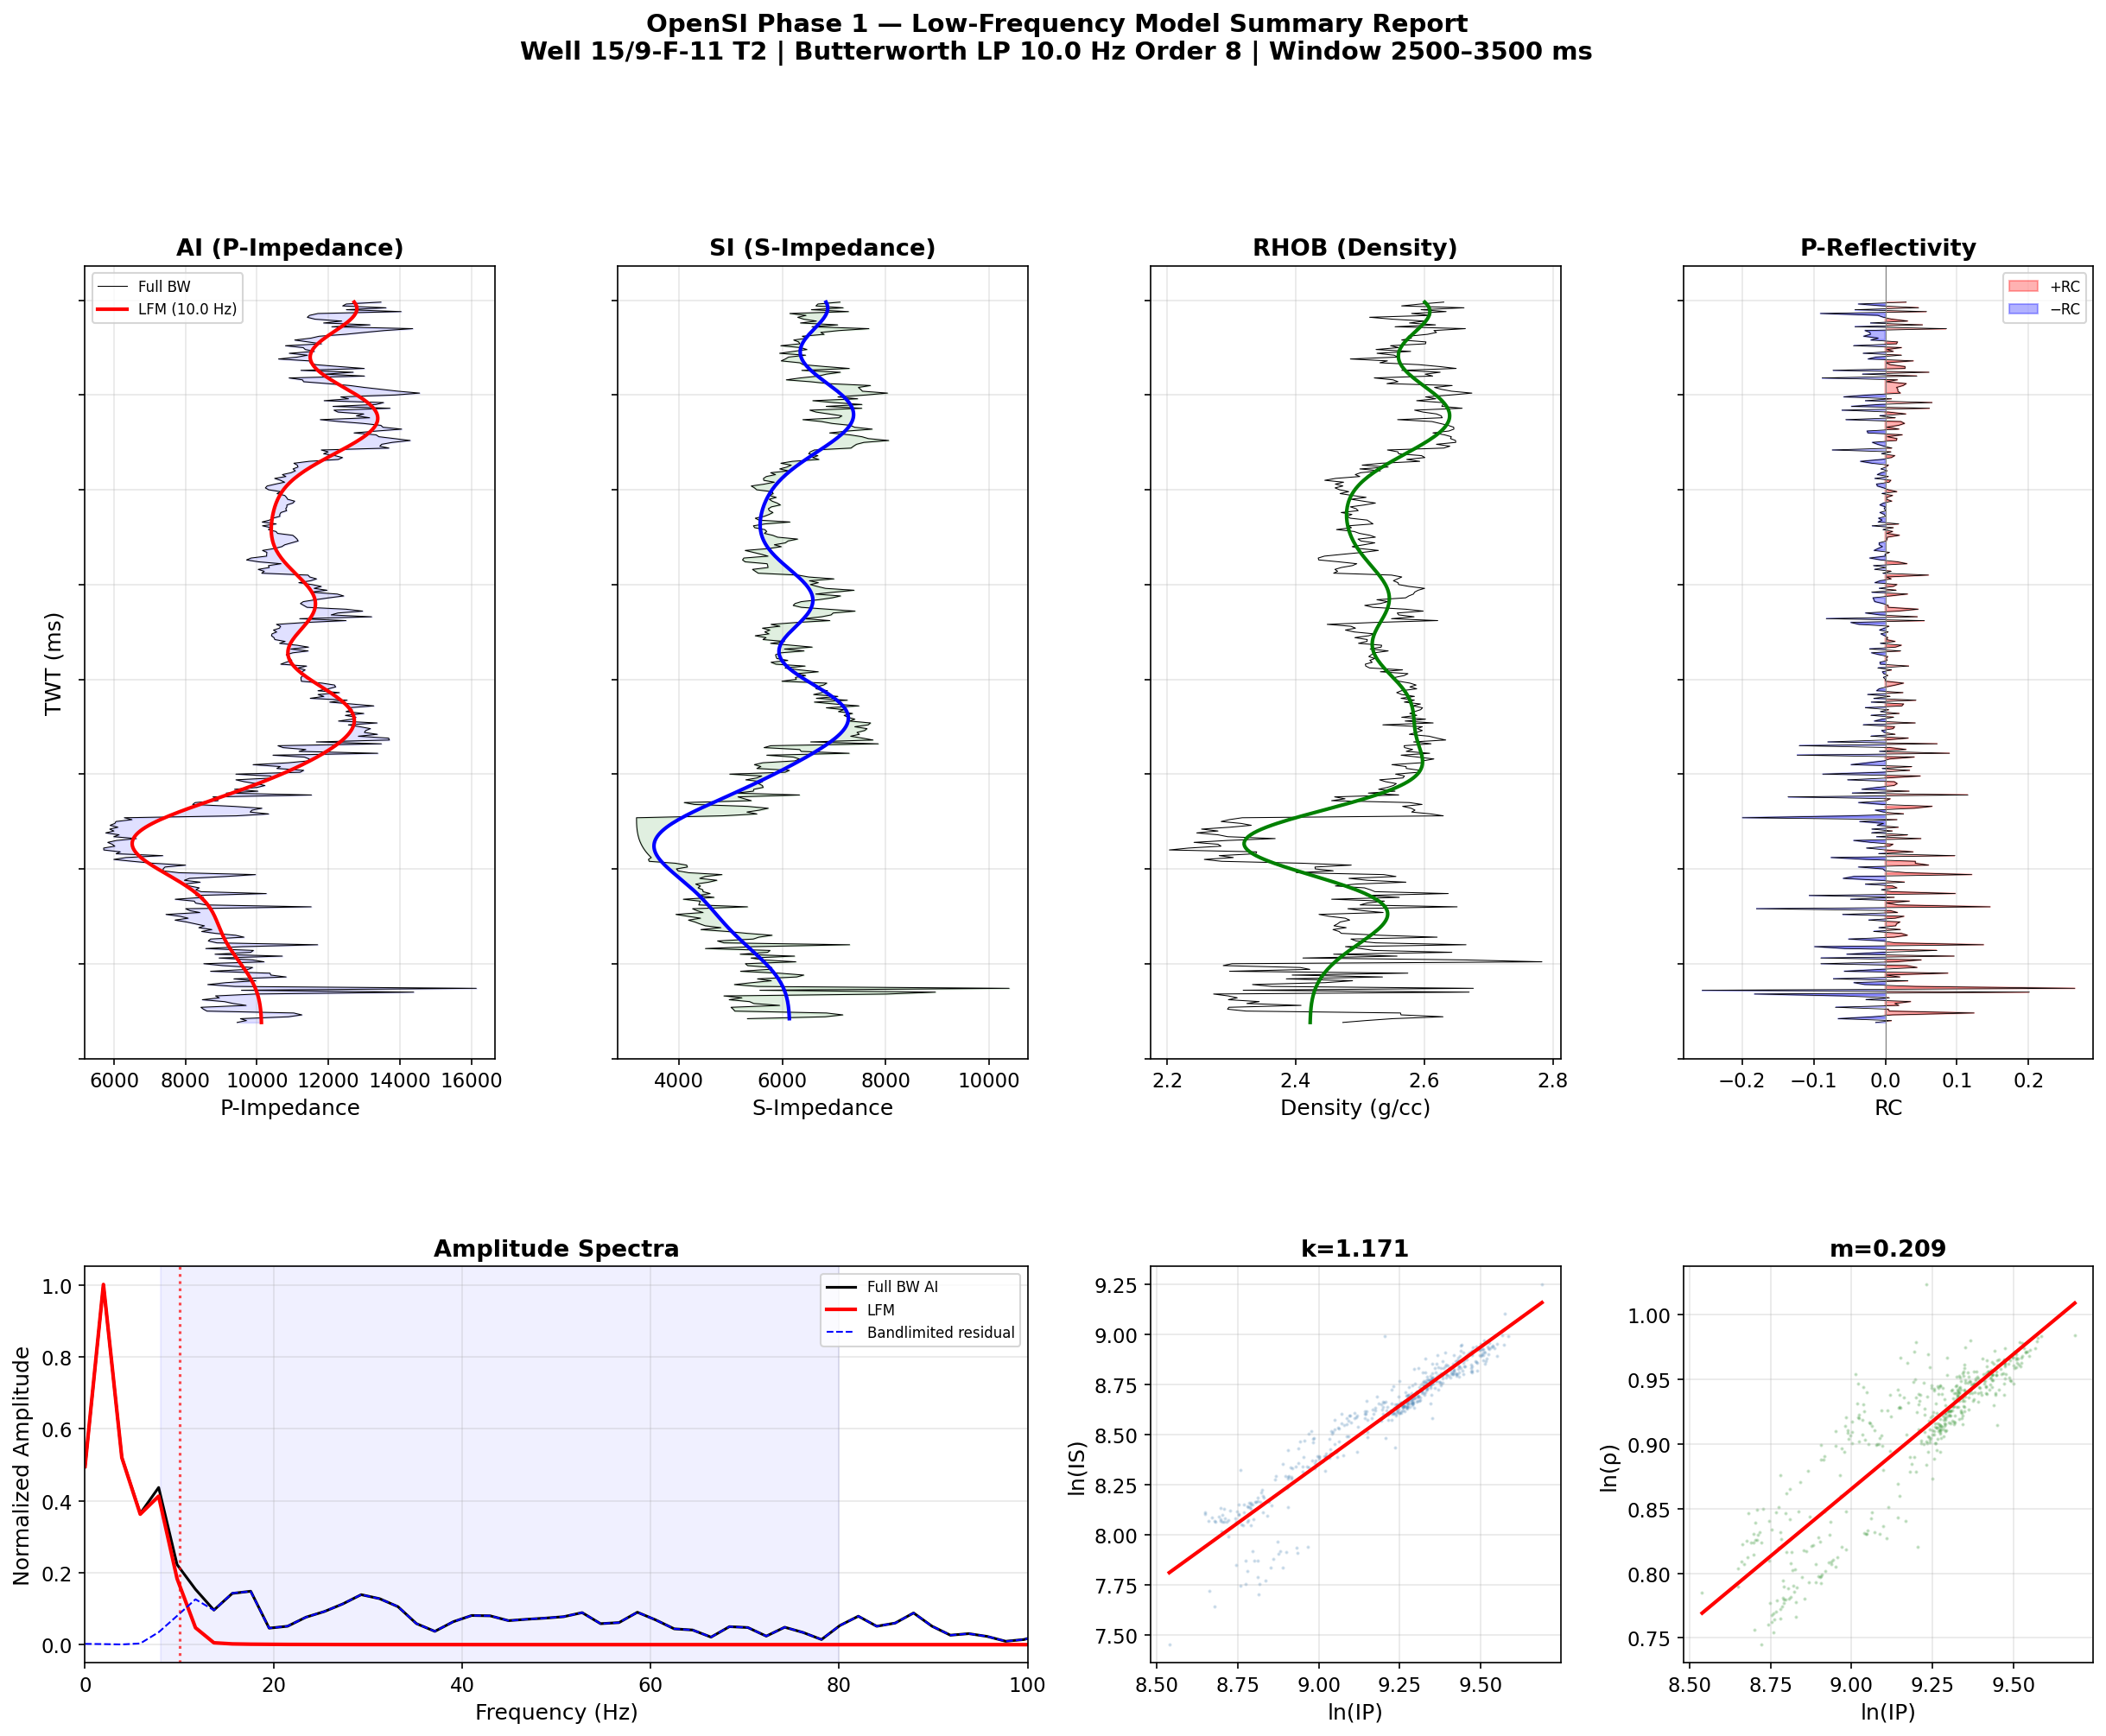 OpenSI Phase 1 — Low-Frequency Model Summary Report
Well 15/9-F-11 T2 | Butterworth LP 10.0 Hz Order 8 | Window 2500–3500 ms
AI (P-Impedance)
Full BW
LFM (10.0 Hz)
TWT (ms)
6000 8000 10000 12000 14000 16000
P-Impedance
SI (S-Impedance)
4000 6000 8000 10000
S-Impedance
RHOB (Density)
2.2 2.4 2.6 2.8
Density (g/cc)
P-Reflectivity
+RC
−RC
−0.2 −0.1 0.0 0.1 0.2
RC
Amplitude Spectra
Full BW AI
LFM
Bandlimited residual
Normalized Amplitude
1.0
0.8
0.6
0.4
0.2
0.0
0 20 40 60 80 100
Frequency (Hz)
k=1.171
ln(IS)
9.25
9.00
8.75
8.50
8.25
8.00
7.75
7.50
8.50 8.75 9.00 9.25 9.50
ln(IP)
m=0.209
ln(ρ)
1.00
0.95
0.90
0.85
0.80
0.75
8.50 8.75 9.00 9.25 9.50
ln(IP)